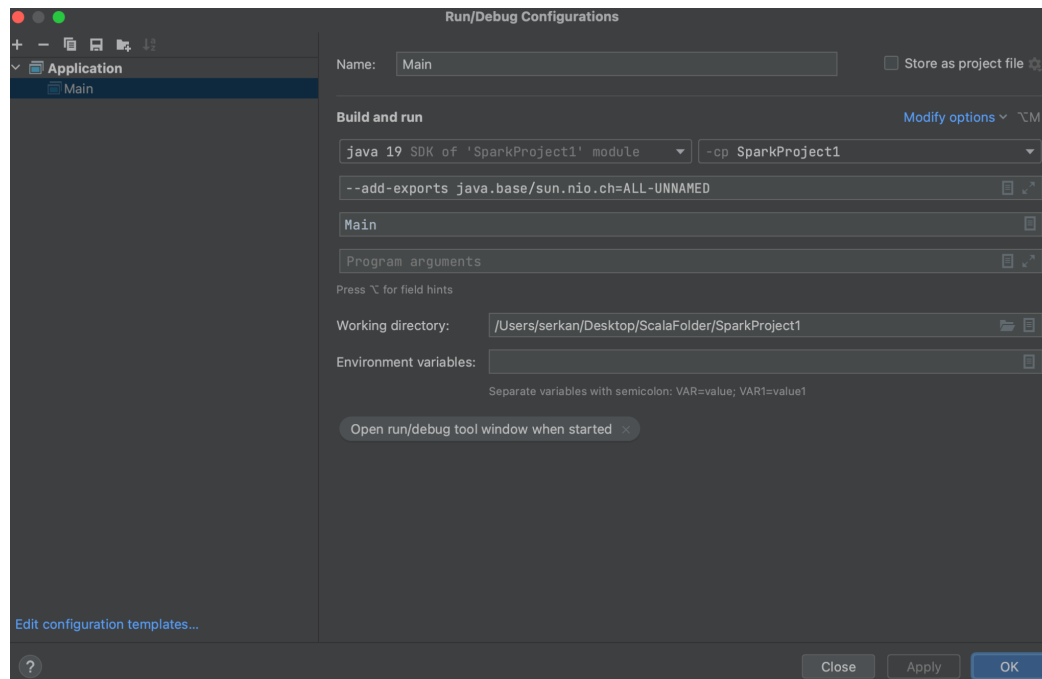 Run/Debug Configurations
Application
Main
Name: Main Store as project file
Build and run Modify options ⌥M
java 19 SDK of 'SparkProject1' module -cp SparkProject1
--add-exports java.base/sun.nio.ch=ALL-UNNAMED
Main
Program arguments
Press ⌥ for field hints
Working directory: /Users/serkan/Desktop/ScalaFolder/SparkProject1
Environment variables:
Separate variables with semicolon: VAR=value; VAR1=value1
Open run/debug tool window when started ×
Edit configuration templates...
? Close Apply OK